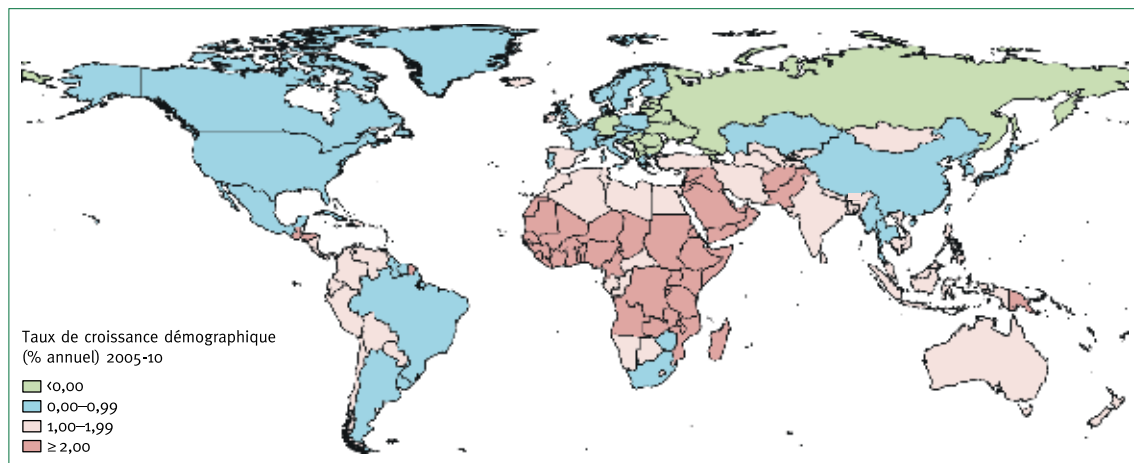 Taux de croissance démographique
(% annuel) 2005-10
<0,00
0,00–0,99
1,00–1,99
≥ 2,00